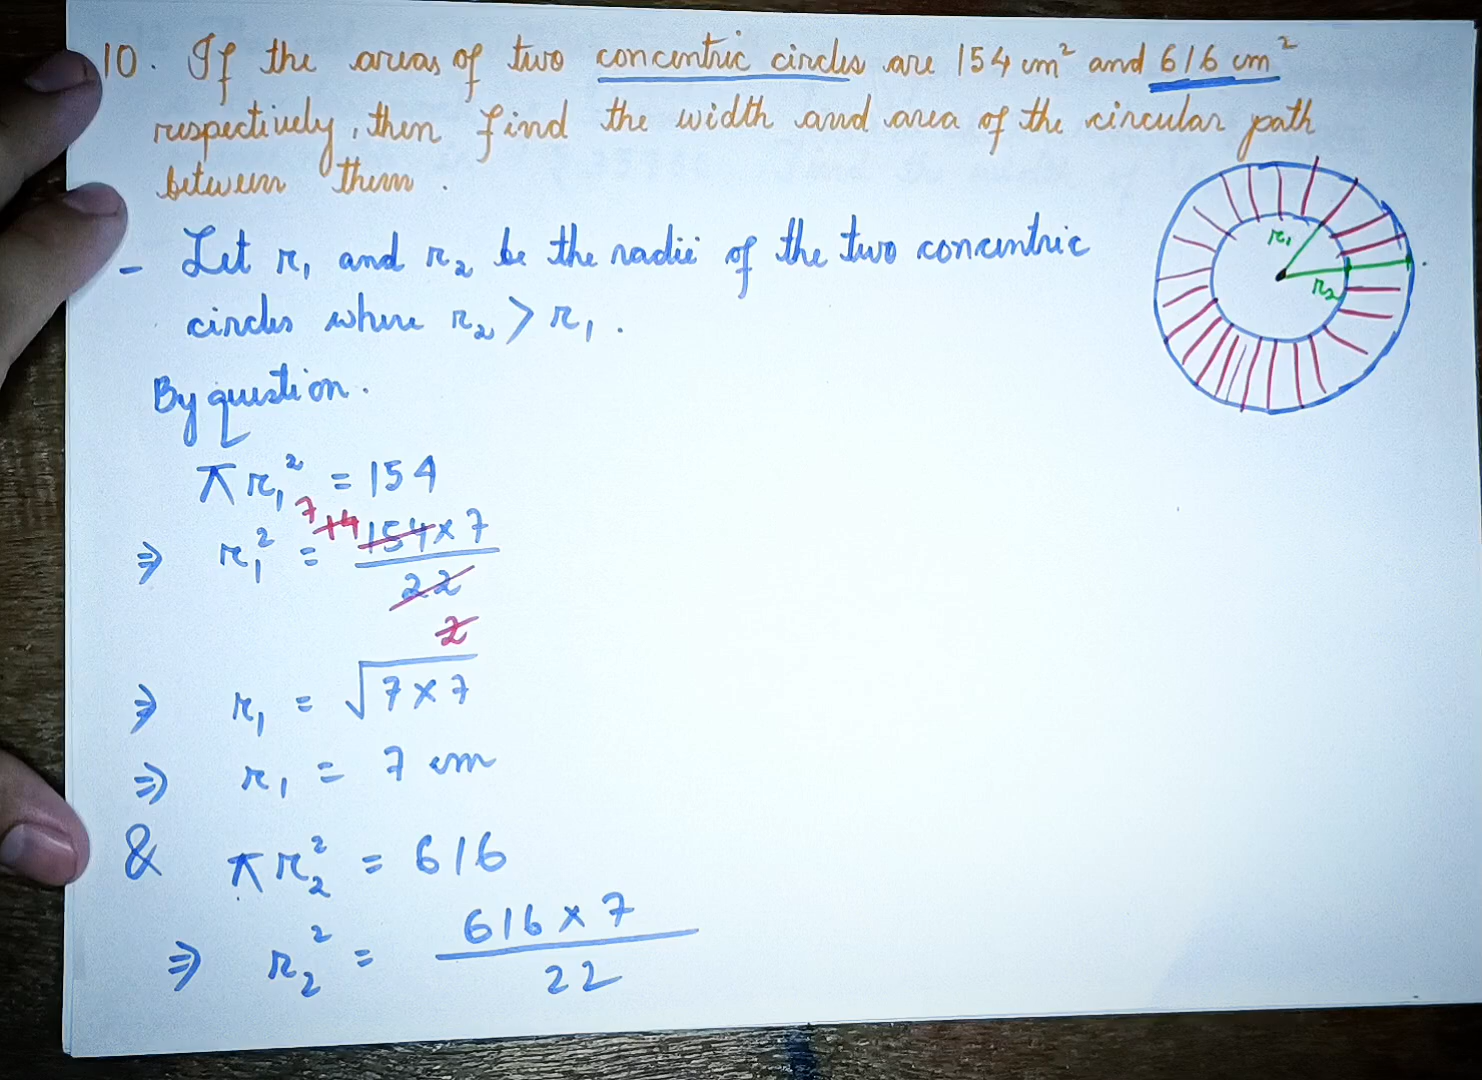 10. If the areas of two concentric circles are 154 cm² and 616 cm²
respectively, then find the width and area of the circular path
between them.
- Let r₁ and r₂ be the radii of the two concentric
circles where r₂ > r₁.
r₁
r₂
By question.
πr₁² = 154
7 14
⇒ r₁² = 154 × 7 / 22
2
⇒ r₁ = √7×7
⇒ r₁ = 7 cm
& πr₂² = 616
⇒ r₂² = 616 × 7 / 22